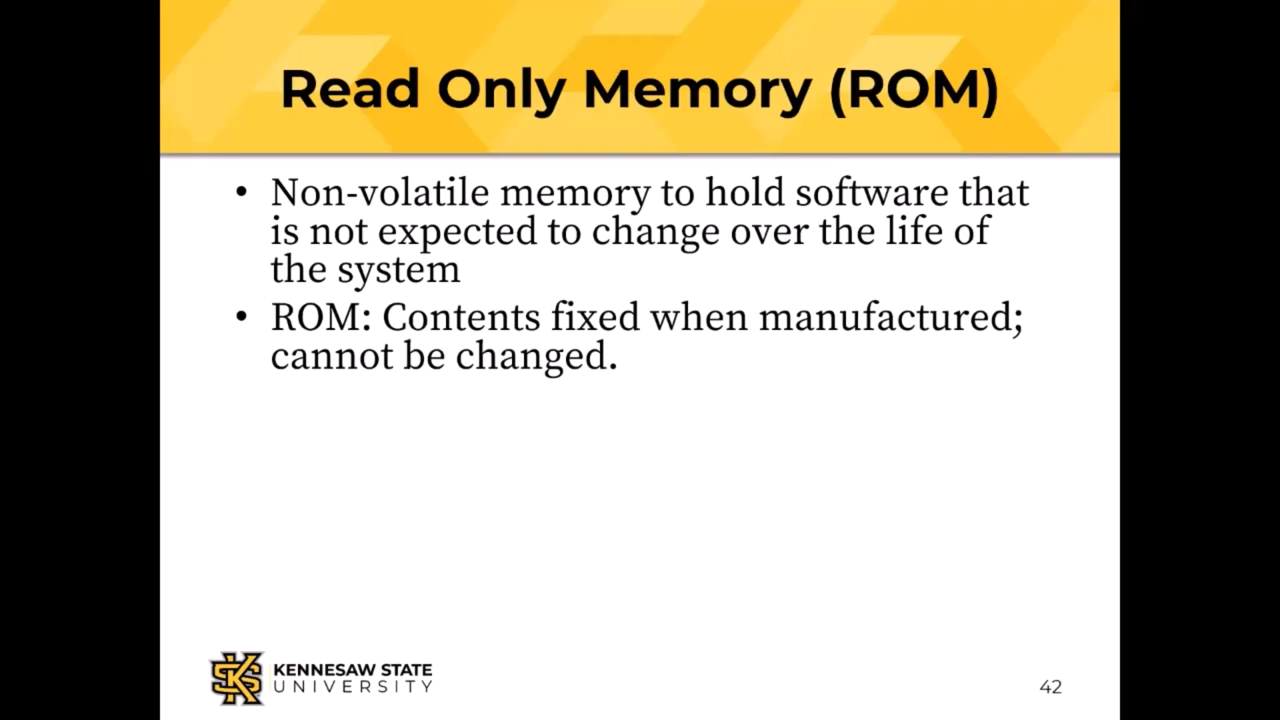 Read Only Memory (ROM)
• Non-volatile memory to hold software that
is not expected to change over the life of
the system
• ROM: Contents fixed when manufactured;
cannot be changed.
KENNESAW STATE
UNIVERSITY
42